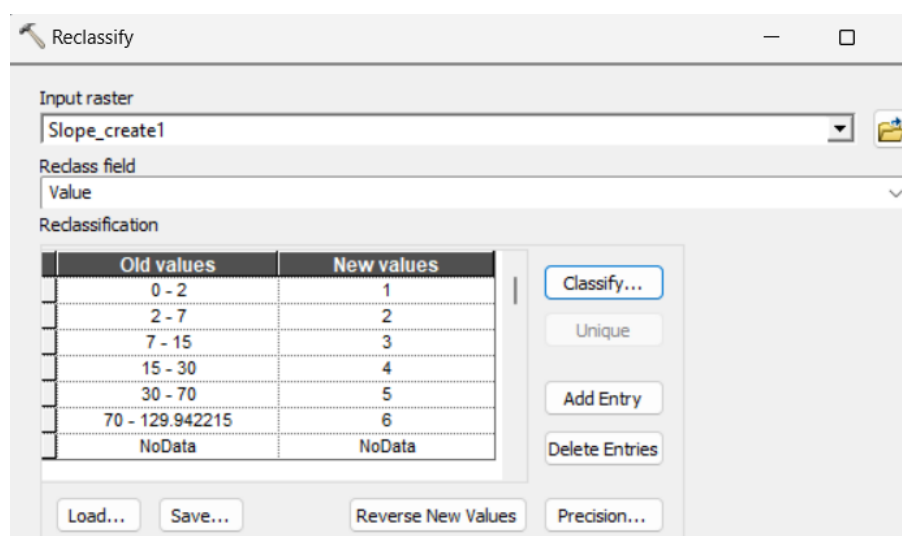 Reclassify
Input raster
Slope_create1
Reclass field
Value
Reclassification
Old values New values
0 - 2 1
2 - 7 2
7 - 15 3
15 - 30 4
30 - 70 5
70 - 129.942215 6
NoData NoData
Classify...
Unique
Add Entry
Delete Entries
Load... Save... Reverse New Values Precision...